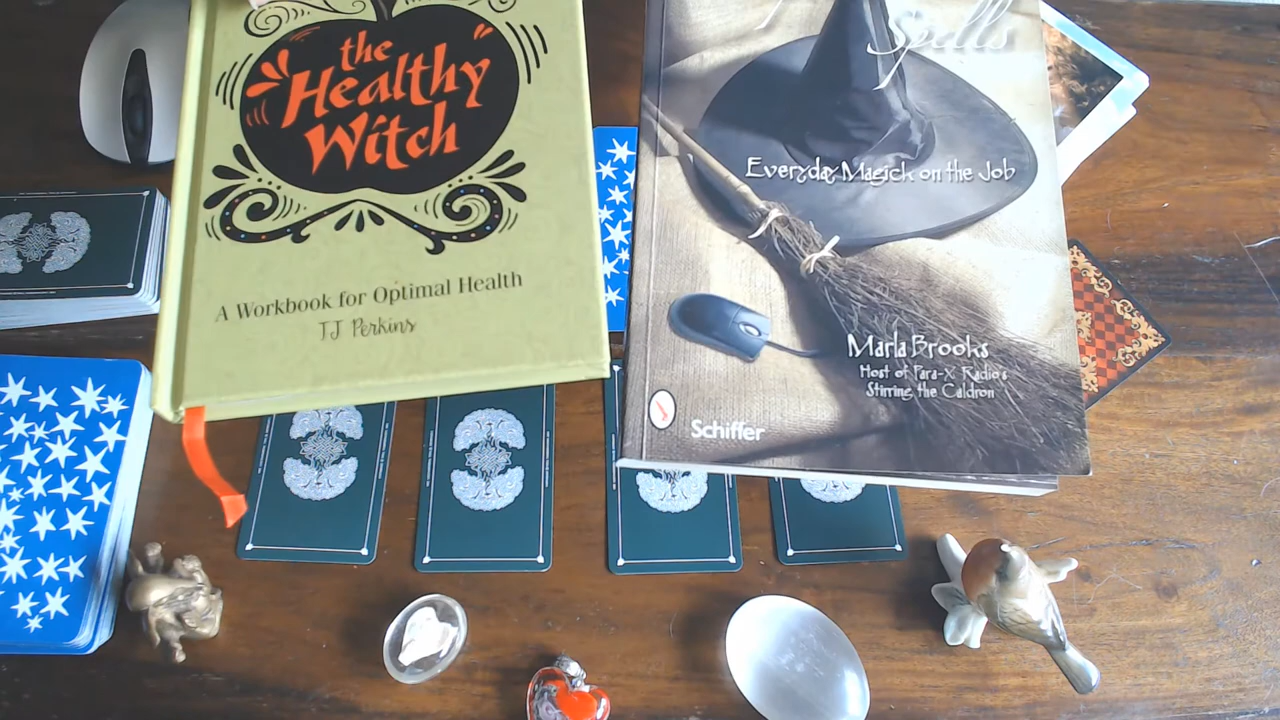 the
Healthy
Witch
A Workbook for Optimal Health
TJ Perkins
Spells
Everyday Magick on the Job
Marla Brooks
Host of Para-X Radio's
Stirring the Caldron
Schiffer